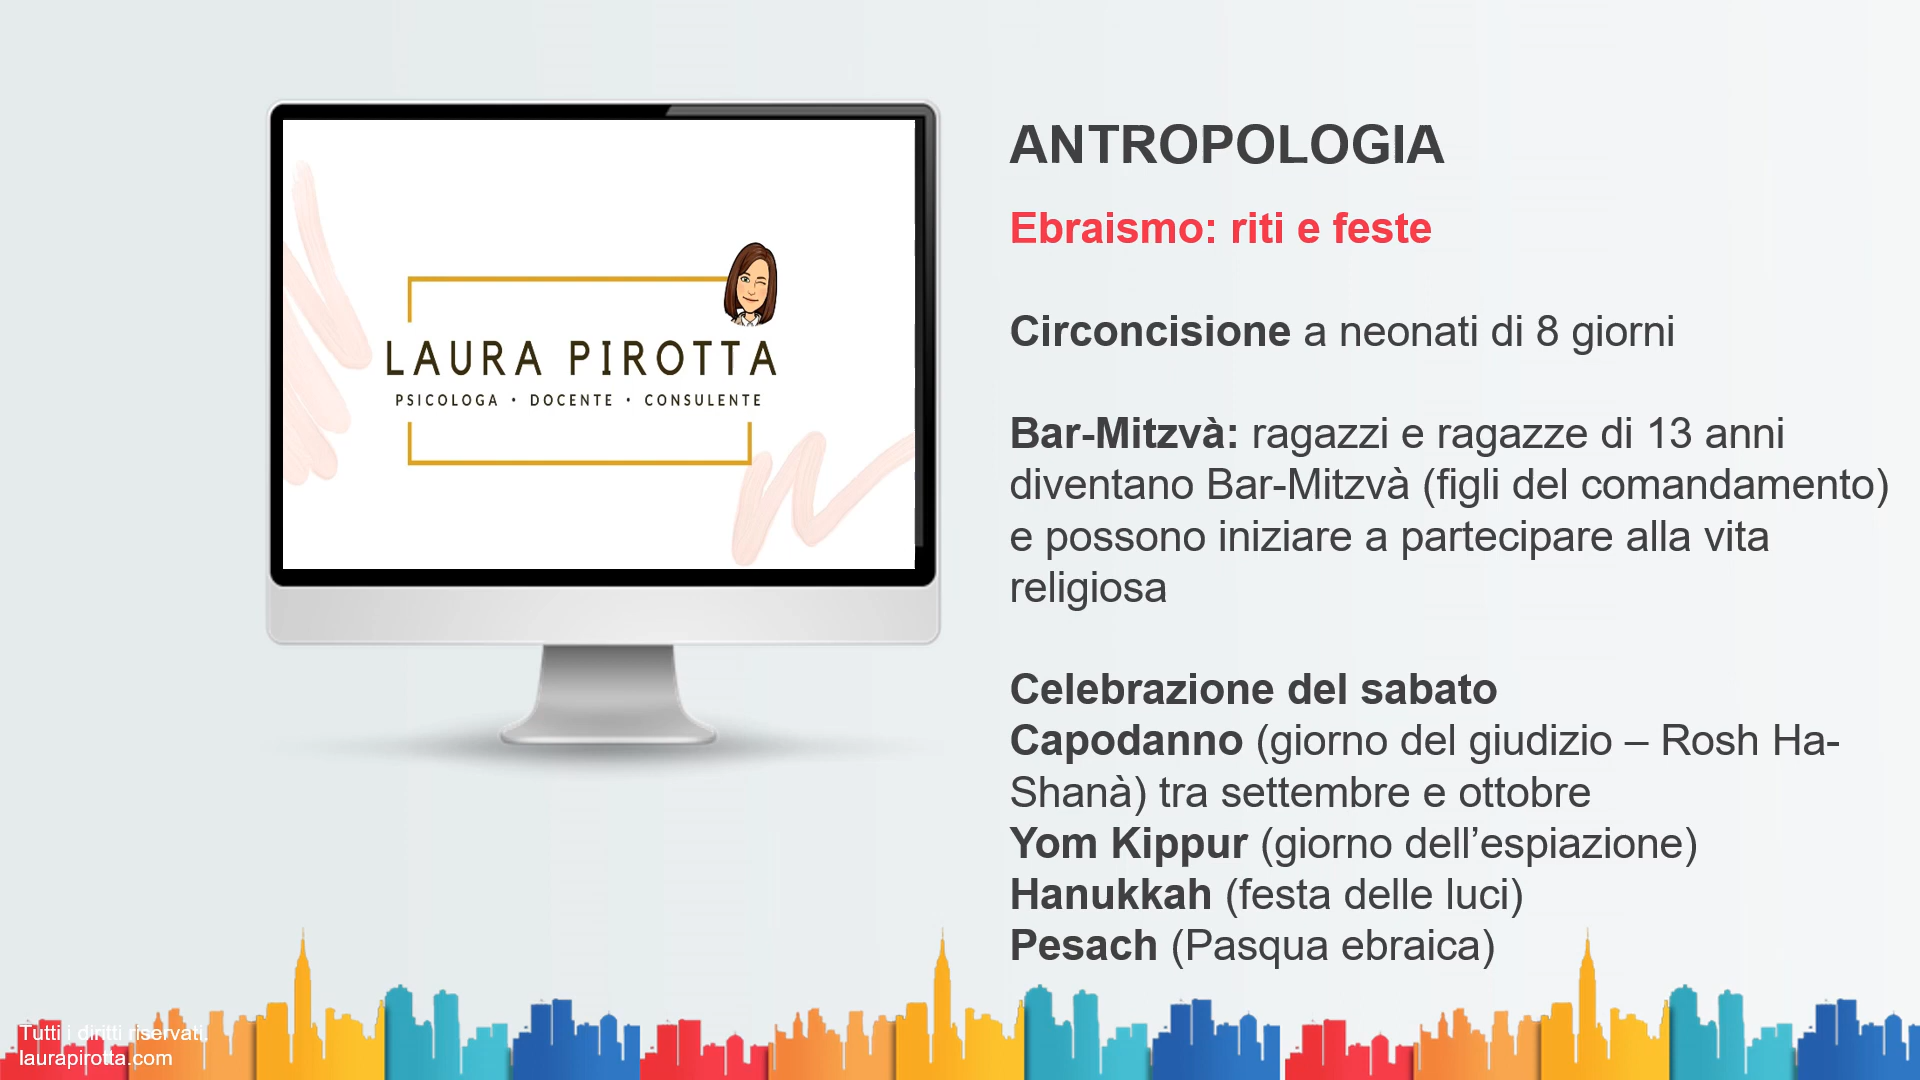 LAURA PIROTTA
PSICOLOGA • DOCENTE • CONSULENTE
ANTROPOLOGIA
Ebraismo: riti e feste
Circoncisione a neonati di 8 giorni
Bar-Mitzvà: ragazzi e ragazze di 13 anni
diventano Bar-Mitzvà (figli del comandamento)
e possono iniziare a partecipare alla vita
religiosa
Celebrazione del sabato
Capodanno (giorno del giudizio – Rosh Ha-
Shanà) tra settembre e ottobre
Yom Kippur (giorno dell’espiazione)
Hanukkah (festa delle luci)
Pesach (Pasqua ebraica)
Tutti i diritti riservati.
laurapirotta.com